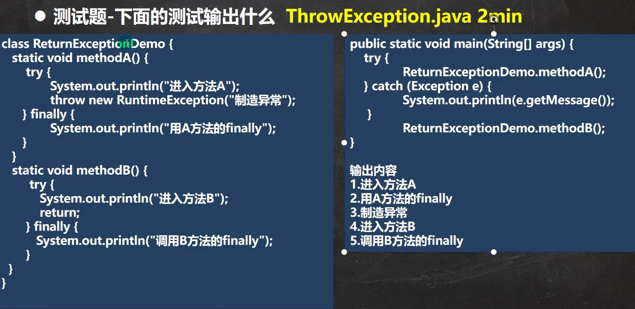 ● 测试题-下面的测试输出什么 ThrowException.java 2min
class ReturnExceptionDemo {
static void methodA() {
try {
System.out.println("进入方法A");
throw new RuntimeException("制造异常");
} finally {
System.out.println("用A方法的finally");
}
}
static void methodB() {
try {
System.out.println("进入方法B");
return;
} finally {
System.out.println("调用B方法的finally");
}
}
}
public static void main(String[] args) {
try {
ReturnExceptionDemo.methodA();
} catch (Exception e) {
System.out.println(e.getMessage());
}
ReturnExceptionDemo.methodB();
}
输出内容
1.进入方法A
2.用A方法的finally
3.制造异常
4.进入方法B
5.调用B方法的finally